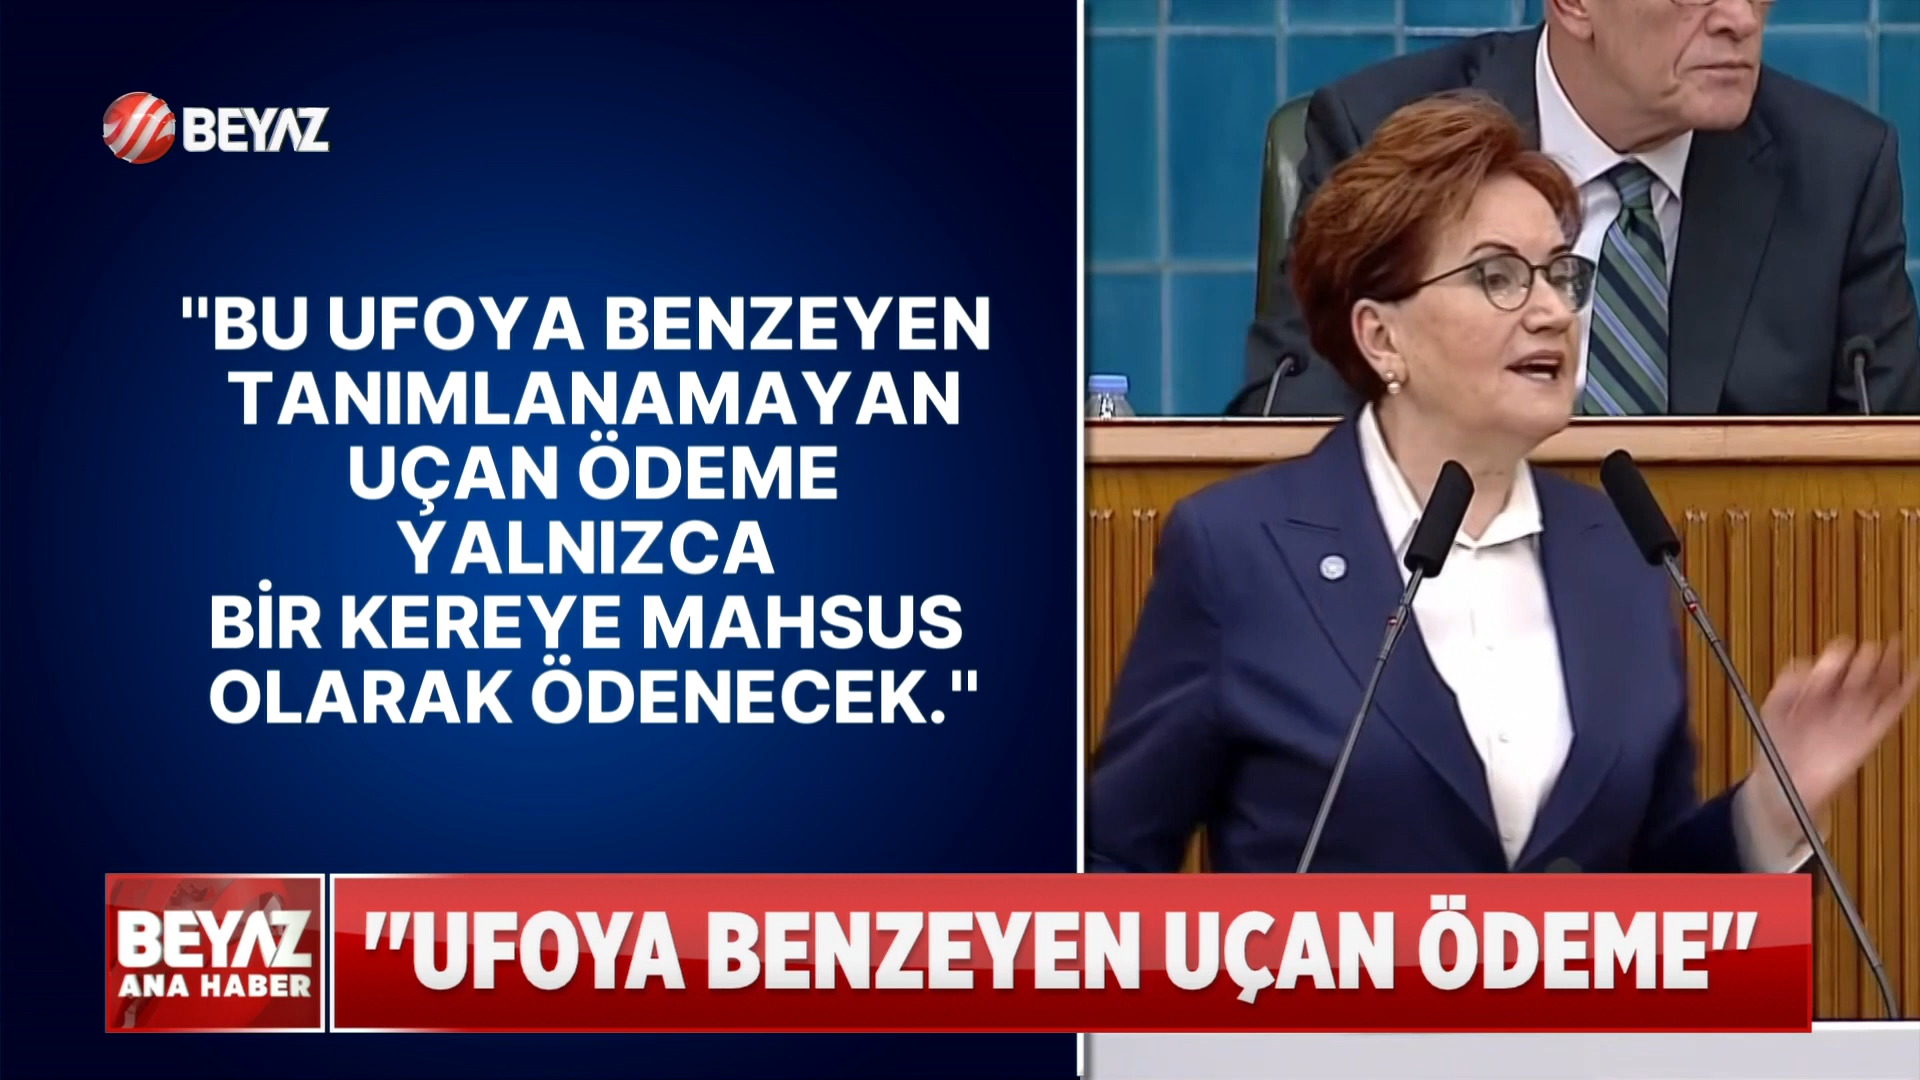 BEYAZ
"BU UFOYA BENZEYEN
TANIMLANAMAYAN
UÇAN ÖDEME
YALNIZCA
BİR KEREYE MAHSUS
OLARAK ÖDENECEK."
BEYAZ
ANA HABER
"UFOYA BENZEYEN UÇAN ÖDEME"